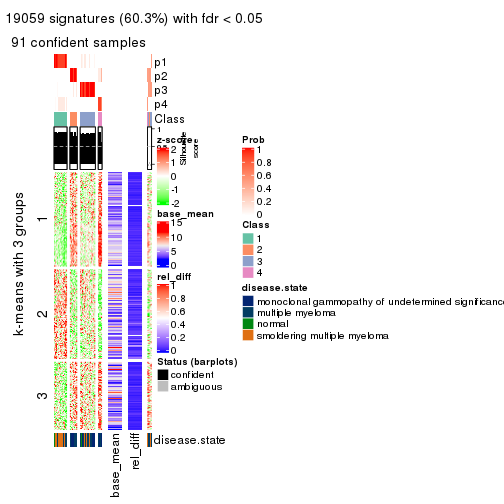 19059 signatures (60.3%) with fdr < 0.05
91 confident samples
p1
p2
p3
p4
Class
1
0.5
0
Silhouette
score
k-means with 3 groups
1
2
3
base_mean
rel_diff
disease.state
z-score
2
1
0
-1
-2
base_mean
15
10
5
0
rel_diff
1
0.8
0.6
0.4
0.2
0
Status (barplots)
confident
ambiguous
Prob
1
0.8
0.6
0.4
0.2
0
Class
1
2
3
4
disease.state
monoclonal gammopathy of undetermined significance
multiple myeloma
normal
smoldering multiple myeloma